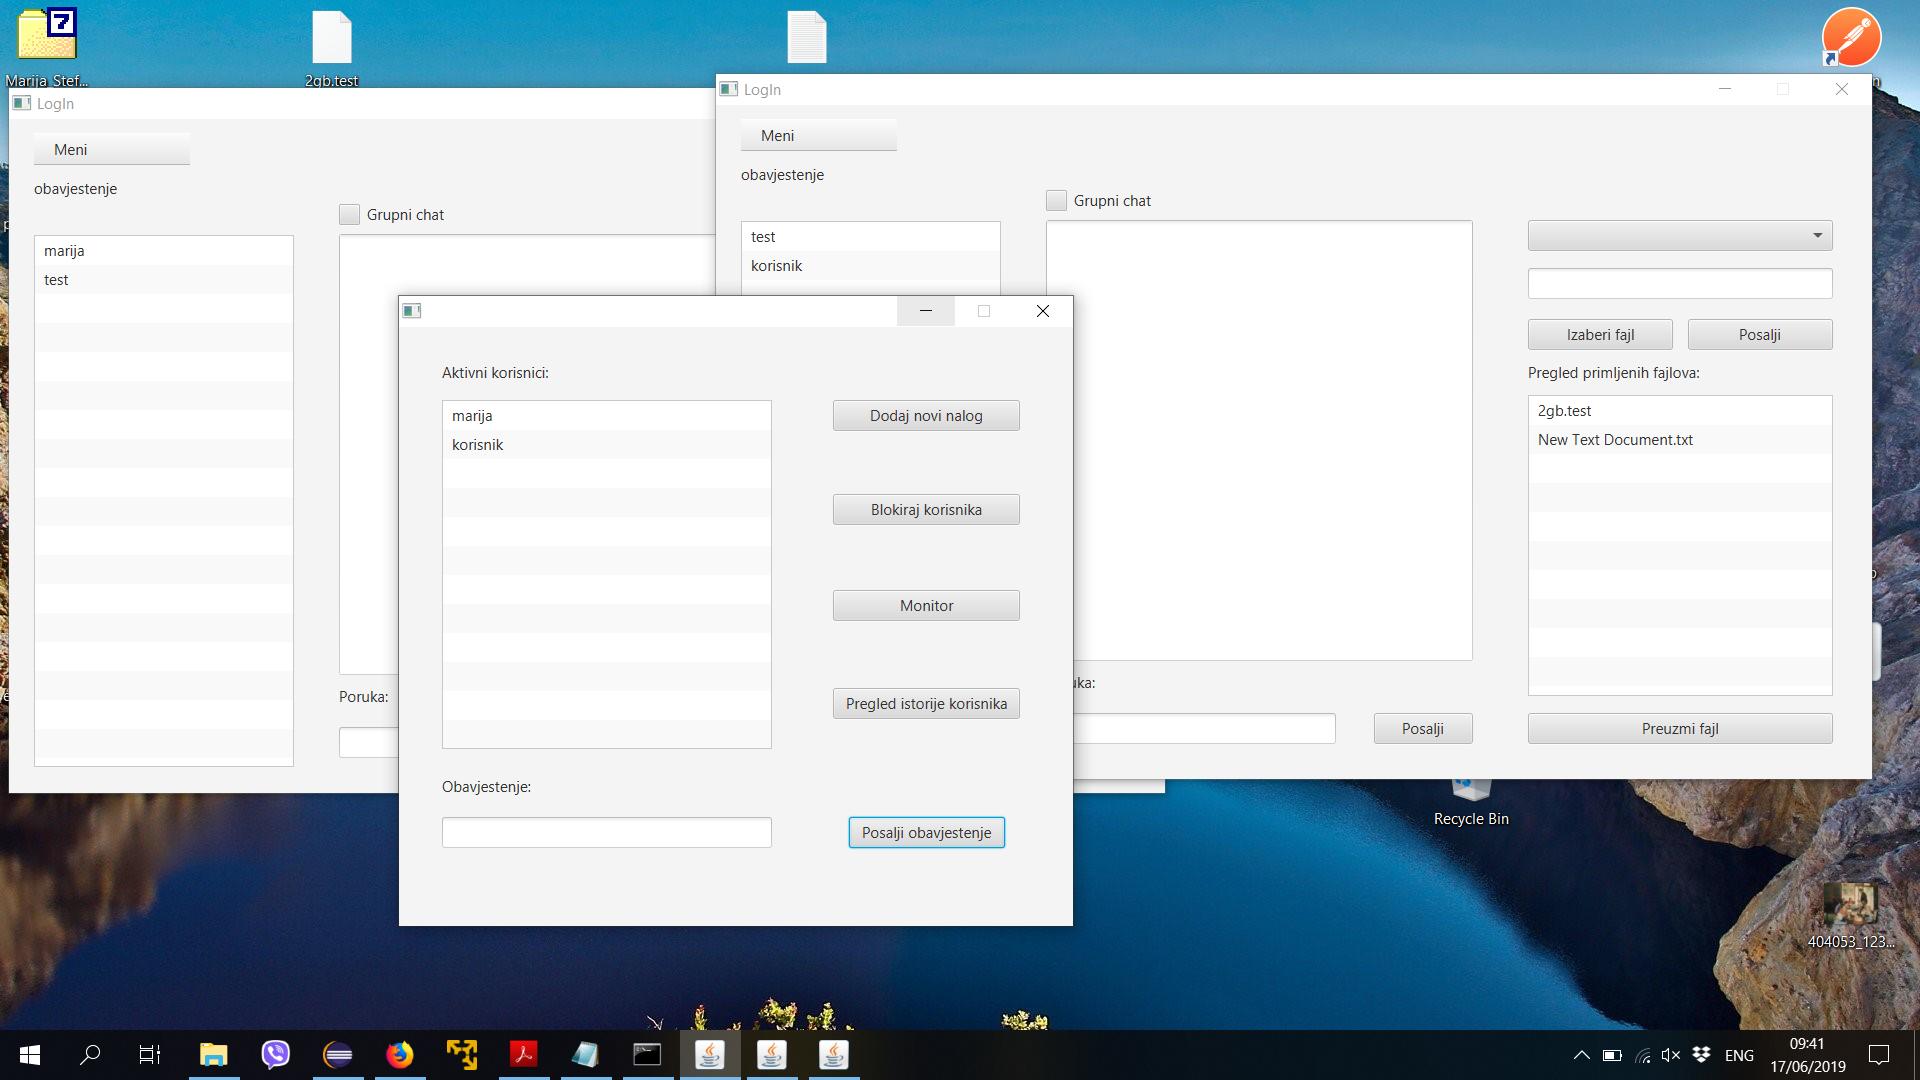 Marija_Stef...
2gb.test
LogIn
Meni
obavjestenje
Grupni chat
marija
test
Poruka:
LogIn
Meni
obavjestenje
Grupni chat
test
korisnik
Izaberi fajl
Posalji
Pregled primljenih fajlova:
2gb.test
New Text Document.txt
Posalji
Preuzmi fajl
Aktivni korisnici:
marija
korisnik
Dodaj novi nalog
Blokiraj korisnika
Monitor
Pregled istorije korisnika
Obavjestenje:
Posalji obavjestenje
Recycle Bin
404053_123...
ENG
09:41
17/06/2019